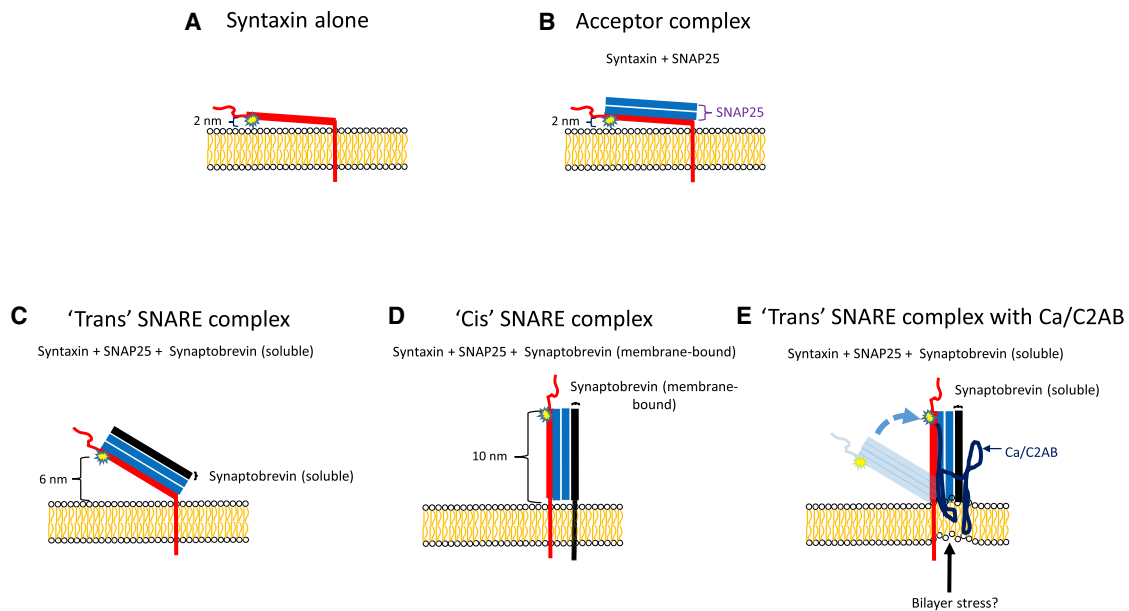 A Syntaxin alone
2 nm
B Acceptor complex
Syntaxin + SNAP25
2 nm
SNAP25
C ‘Trans’ SNARE complex
Syntaxin + SNAP25 + Synaptobrevin (soluble)
6 nm
Synaptobrevin (soluble)
D ‘Cis’ SNARE complex
Syntaxin + SNAP25 + Synaptobrevin (membrane-bound)
Synaptobrevin (membrane-
bound)
10 nm
E ‘Trans’ SNARE complex with Ca/C2AB
Syntaxin + SNAP25 + Synaptobrevin (soluble)
Synaptobrevin (soluble)
Ca/C2AB
Bilayer stress?